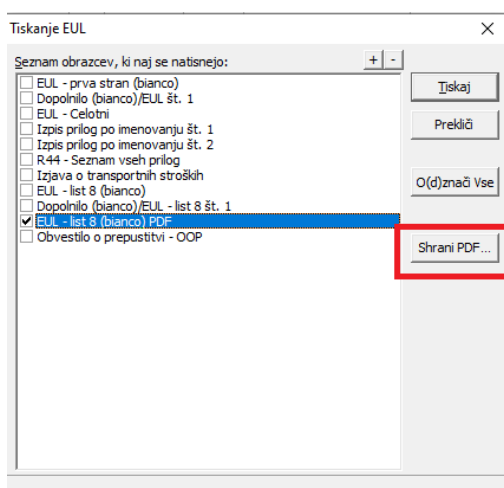 Tiskanje EUL
Seznam obrazcev, ki naj se natisnejo:
+ -
EUL - prva stran (bianco)
Dopolnilo (bianco)/EUL št. 1
EUL - Celotni
Izpis prilog po imenovanju št. 1
Izpis prilog po imenovanju št. 2
R44 - Seznam vseh prilog
Izjava o transportnih stroških
EUL - list 8 (bianco)
Dopolnilo (bianco)/EUL - list 8 št. 1
EUL - list 8 (bianco) PDF
Obvestilo o prepustitvi - OOP
Tiskaj
Prekliči
O(d)znači Vse
Shrani PDF...